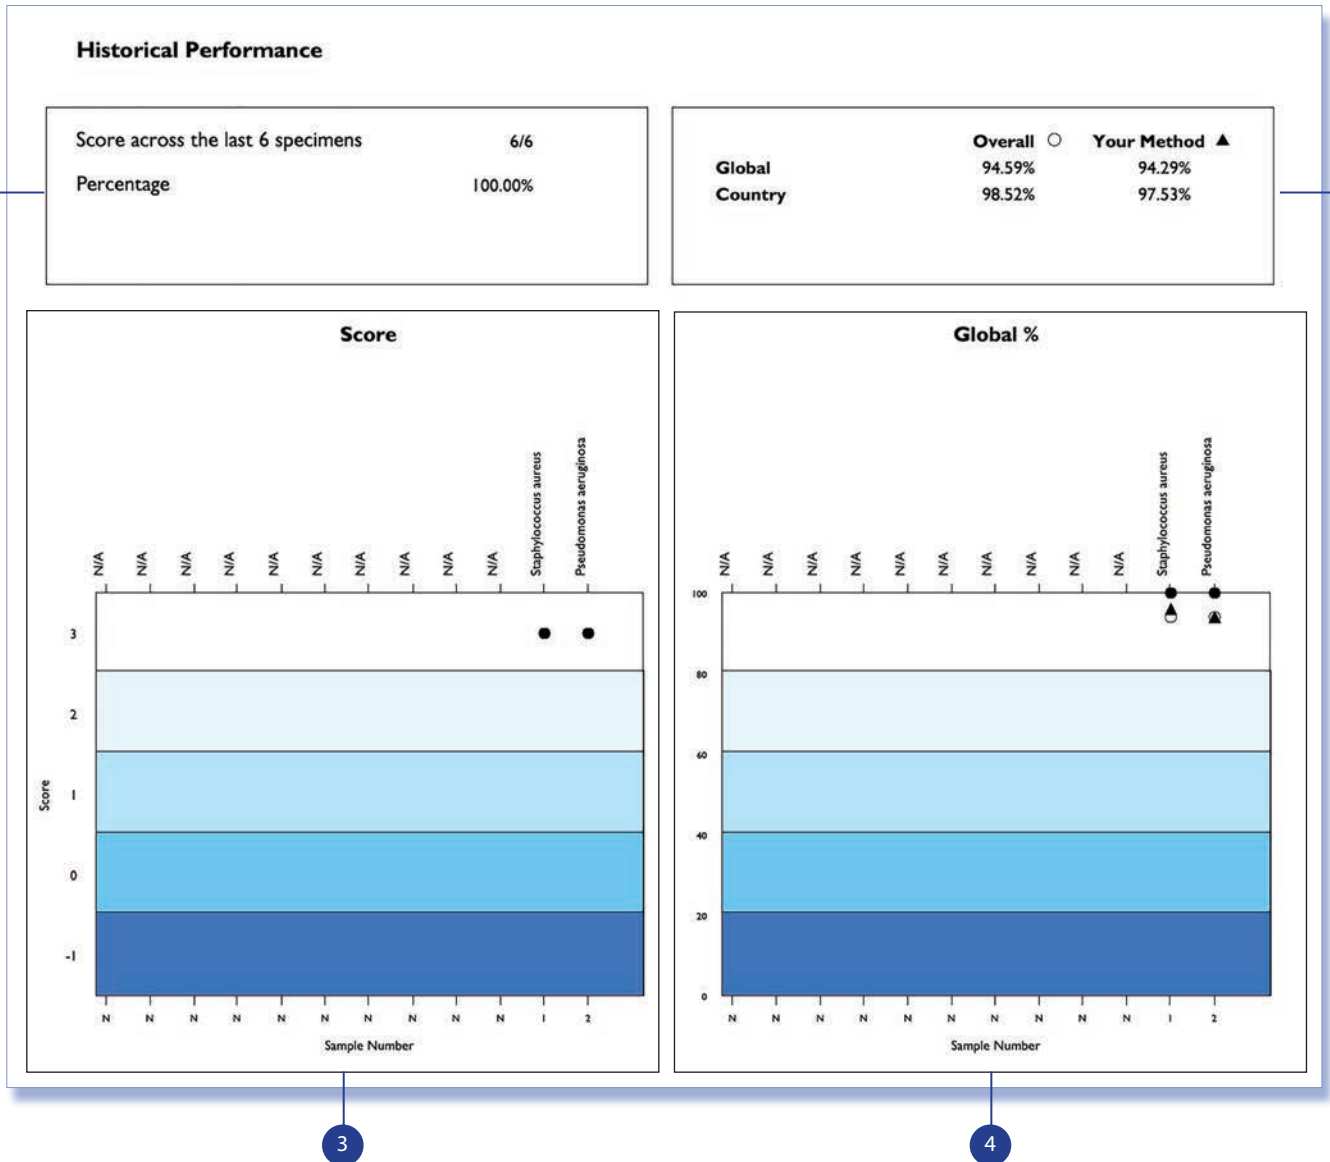 Historical Performance
Score across the last 6 specimens 6/6
Percentage 100.00%
Overall Your Method
Global 94.59% 94.29%
Country 98.52% 97.53%
Score
N/A N/A N/A N/A N/A N/A N/A N/A N/A N/A Staphylococcus aureus Pseudomonas aeruginosa
3
2
1
0
-1
Score
N N N N N N N N N N 1 2
Sample Number
Global %
N/A N/A N/A N/A N/A N/A N/A N/A N/A N/A Staphylococcus aureus Pseudomonas aeruginosa
100
80
60
40
20
0
N N N N N N N N N N 1 2
Sample Number
3
4